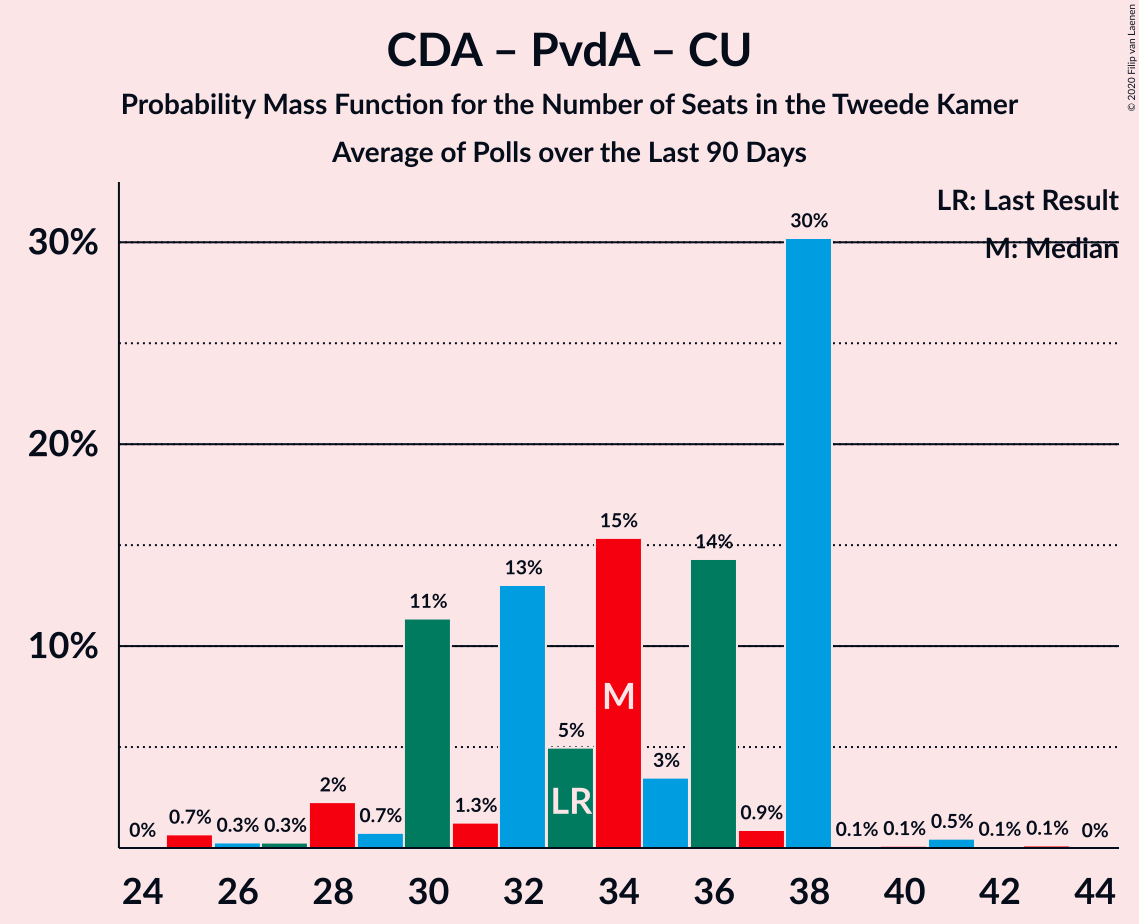 CDA – PvdA – CU
Probability Mass Function for the Number of Seats in the Tweede Kamer
Average of Polls over the Last 90 Days
© 2020 Filip van Laenen
LR: Last Result
M: Median
30%
20%
10%
0%
0.7%
0.3%
0.3%
2%
0.7%
11%
1.3%
13%
5%
15%
3%
14%
0.9%
30%
0.1%
0.1%
0.5%
0.1%
0.1%
0%
LR
M
24 26 28 30 32 34 36 38 40 42 44